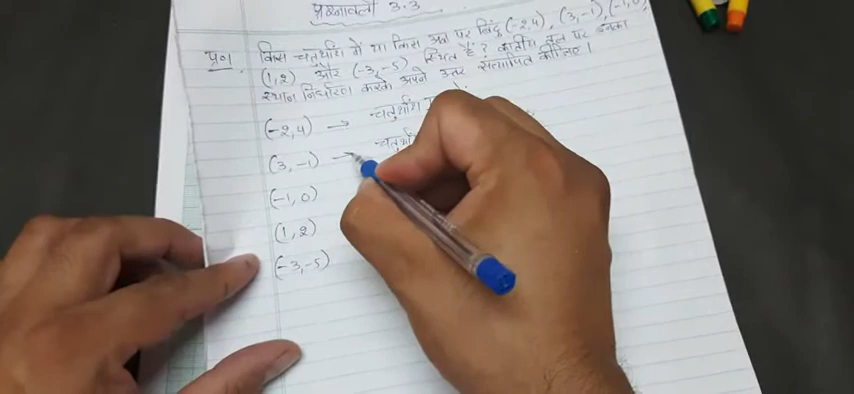 प्रश्नावली 3.3
प्र०1 किस चतुर्थांश में या किस अक्ष पर बिंदु (-2,4), (3,-1), (-1,0),
(1,2) और (-3,-5) स्थित हैं? कार्तीय तल पर इनका
स्थान निर्धारण करके अपने उत्तर सत्यापित कीजिए।
(-2,4) → चतुर्थांश
(3,-1) →
(-1,0)
(1,2)
(-3,-5)